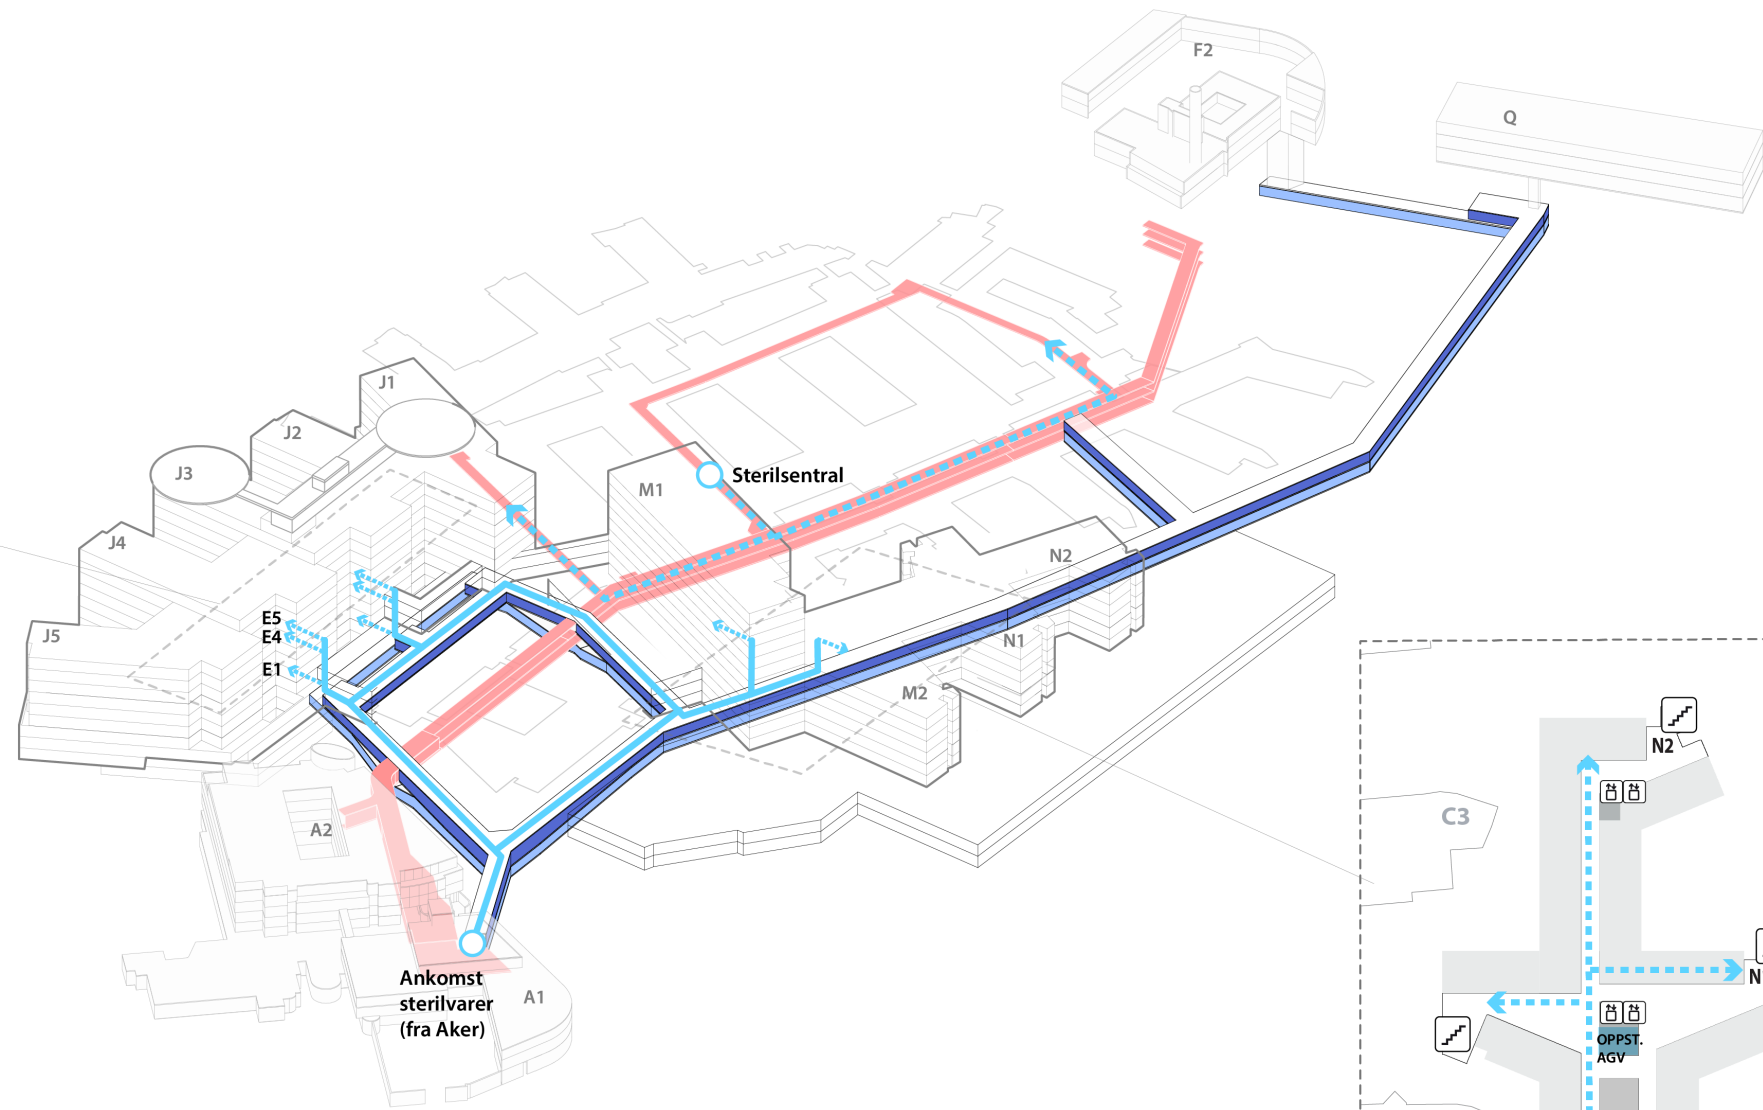 F2
Q
J1
J2
J3
M1
Sterilsentral
J4
N2
E5
E4
J5
N1
E1
M2
N2
A2
C3
Ankomst
sterilvarer
(fra Aker)
A1
N
OPPST.
AGV